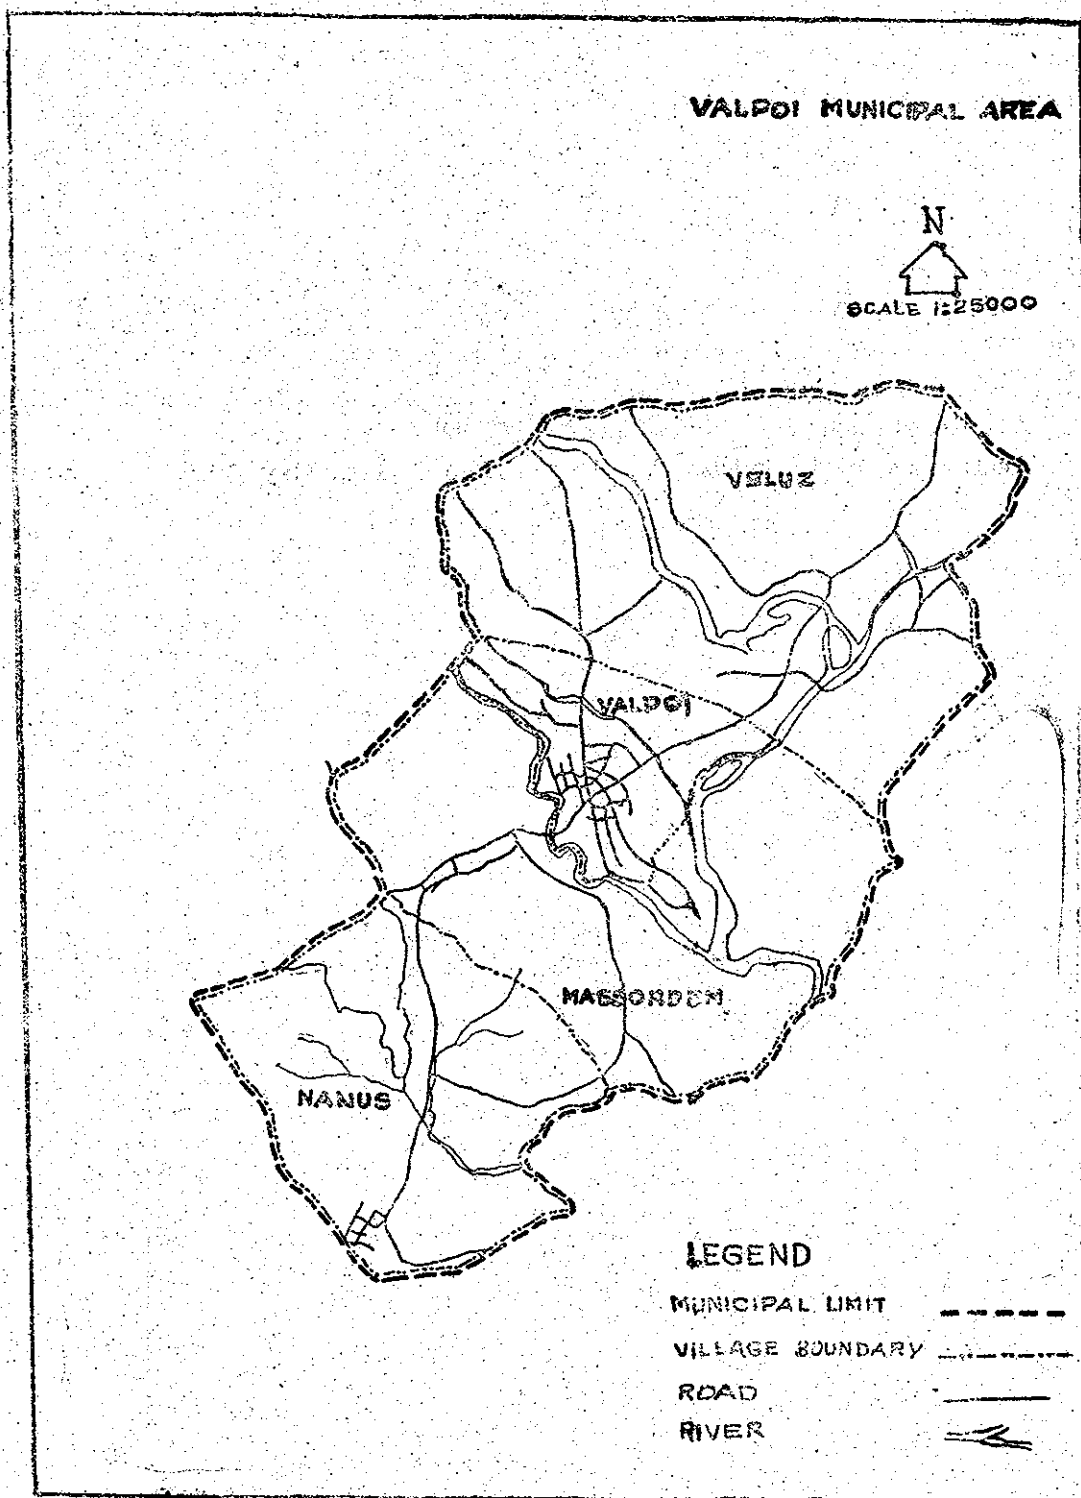 VALPOI MUNICIPAL AREA
N
SCALE 1:25000
VELUZ
VALPOI
MASSORDEM
NANUS
LEGEND
MUNICIPAL LIMIT
VILLAGE BOUNDARY
ROAD
RIVER